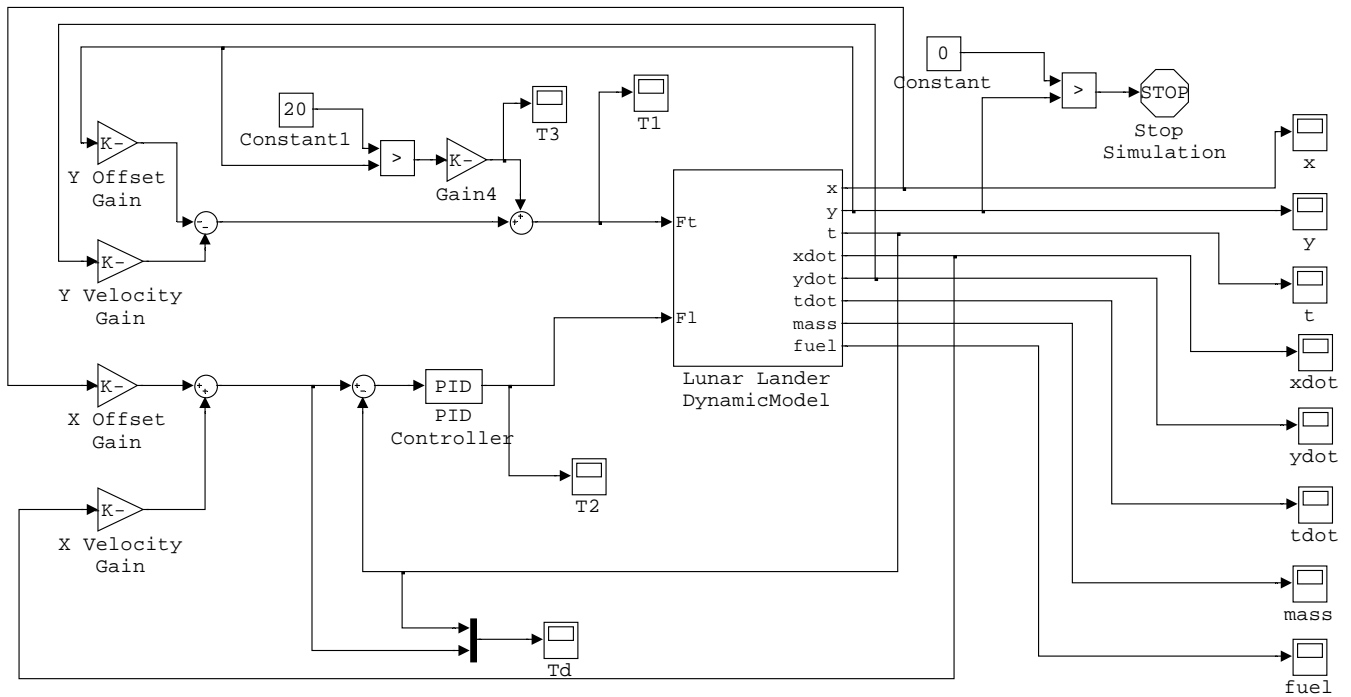 0
Constant
>
STOP
Stop
Simulation
20
Constant1
>
K-
Gain4
T3
T1
x
K-
Y Offset
Gain
-
-
+
+
y
K-
Y Velocity
Gain
t
Ft
Fl
x
y
t
xdot
ydot
tdot
mass
fuel
Lunar Lander
DynamicModel
xdot
K-
X Offset
Gain
+
+
+
-
PID
PID
Controller
ydot
T2
K-
X Velocity
Gain
tdot
mass
Td
fuel